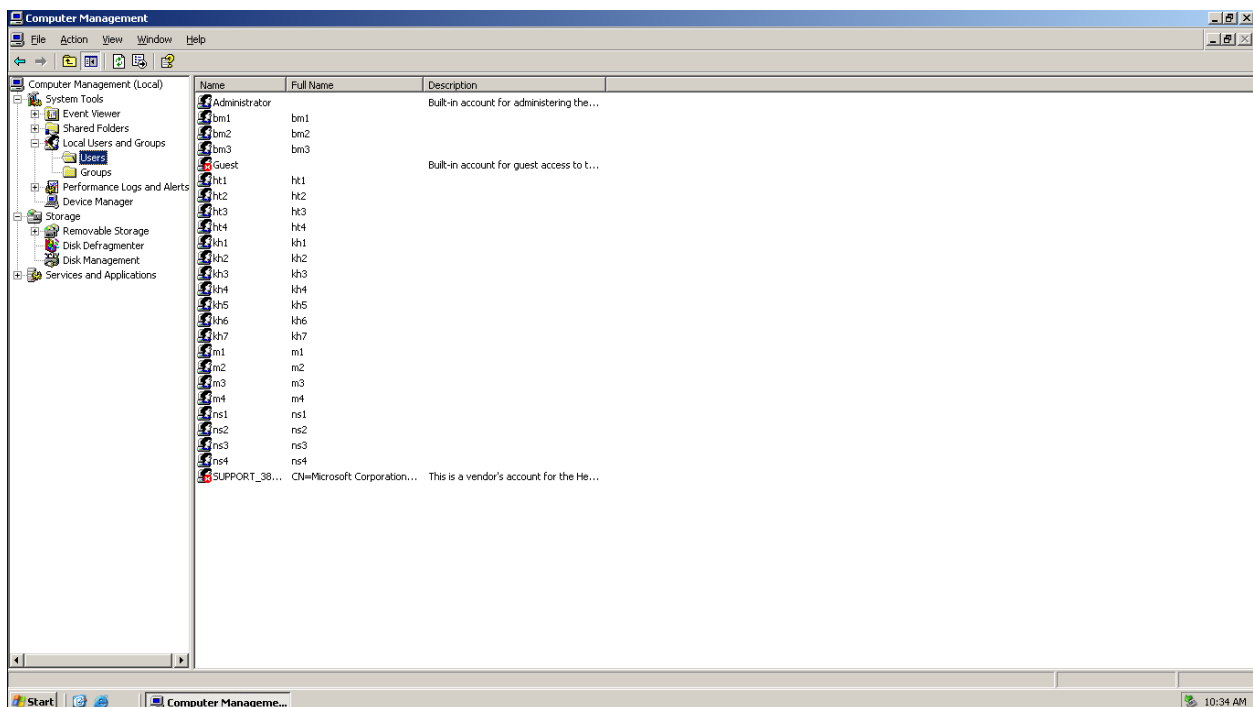 Computer Management
File Action View Window Help
Computer Management (Local)
System Tools
Event Viewer
Shared Folders
Local Users and Groups
Users
Groups
Performance Logs and Alerts
Device Manager
Storage
Removable Storage
Disk Defragmenter
Disk Management
Services and Applications
Name Full Name Description
Administrator Built-in account for administering the...
bm1 bm1
bm2 bm2
bm3 bm3
Guest Built-in account for guest access to t...
ht1 ht1
ht2 ht2
ht3 ht3
ht4 ht4
kh1 kh1
kh2 kh2
kh3 kh3
kh4 kh4
kh5 kh5
kh6 kh6
kh7 kh7
m1 m1
m2 m2
m3 m3
m4 m4
ns1 ns1
ns2 ns2
ns3 ns3
ns4 ns4
SUPPORT_38... CN=Microsoft Corporation... This is a vendor's account for the He...
Start Computer Manageme... 10:34 AM